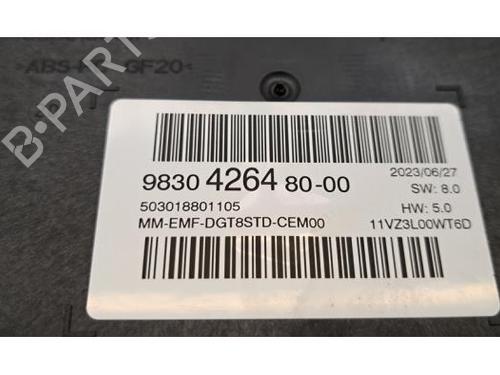 ABS-PC-GF20
B-PARTS
9830 4264 80-00
2023/06/27
SW: 8.0
503018801105
HW: 5.0
MM-EMF-DGT8STD-CEM00
11VZ3L00WT6D